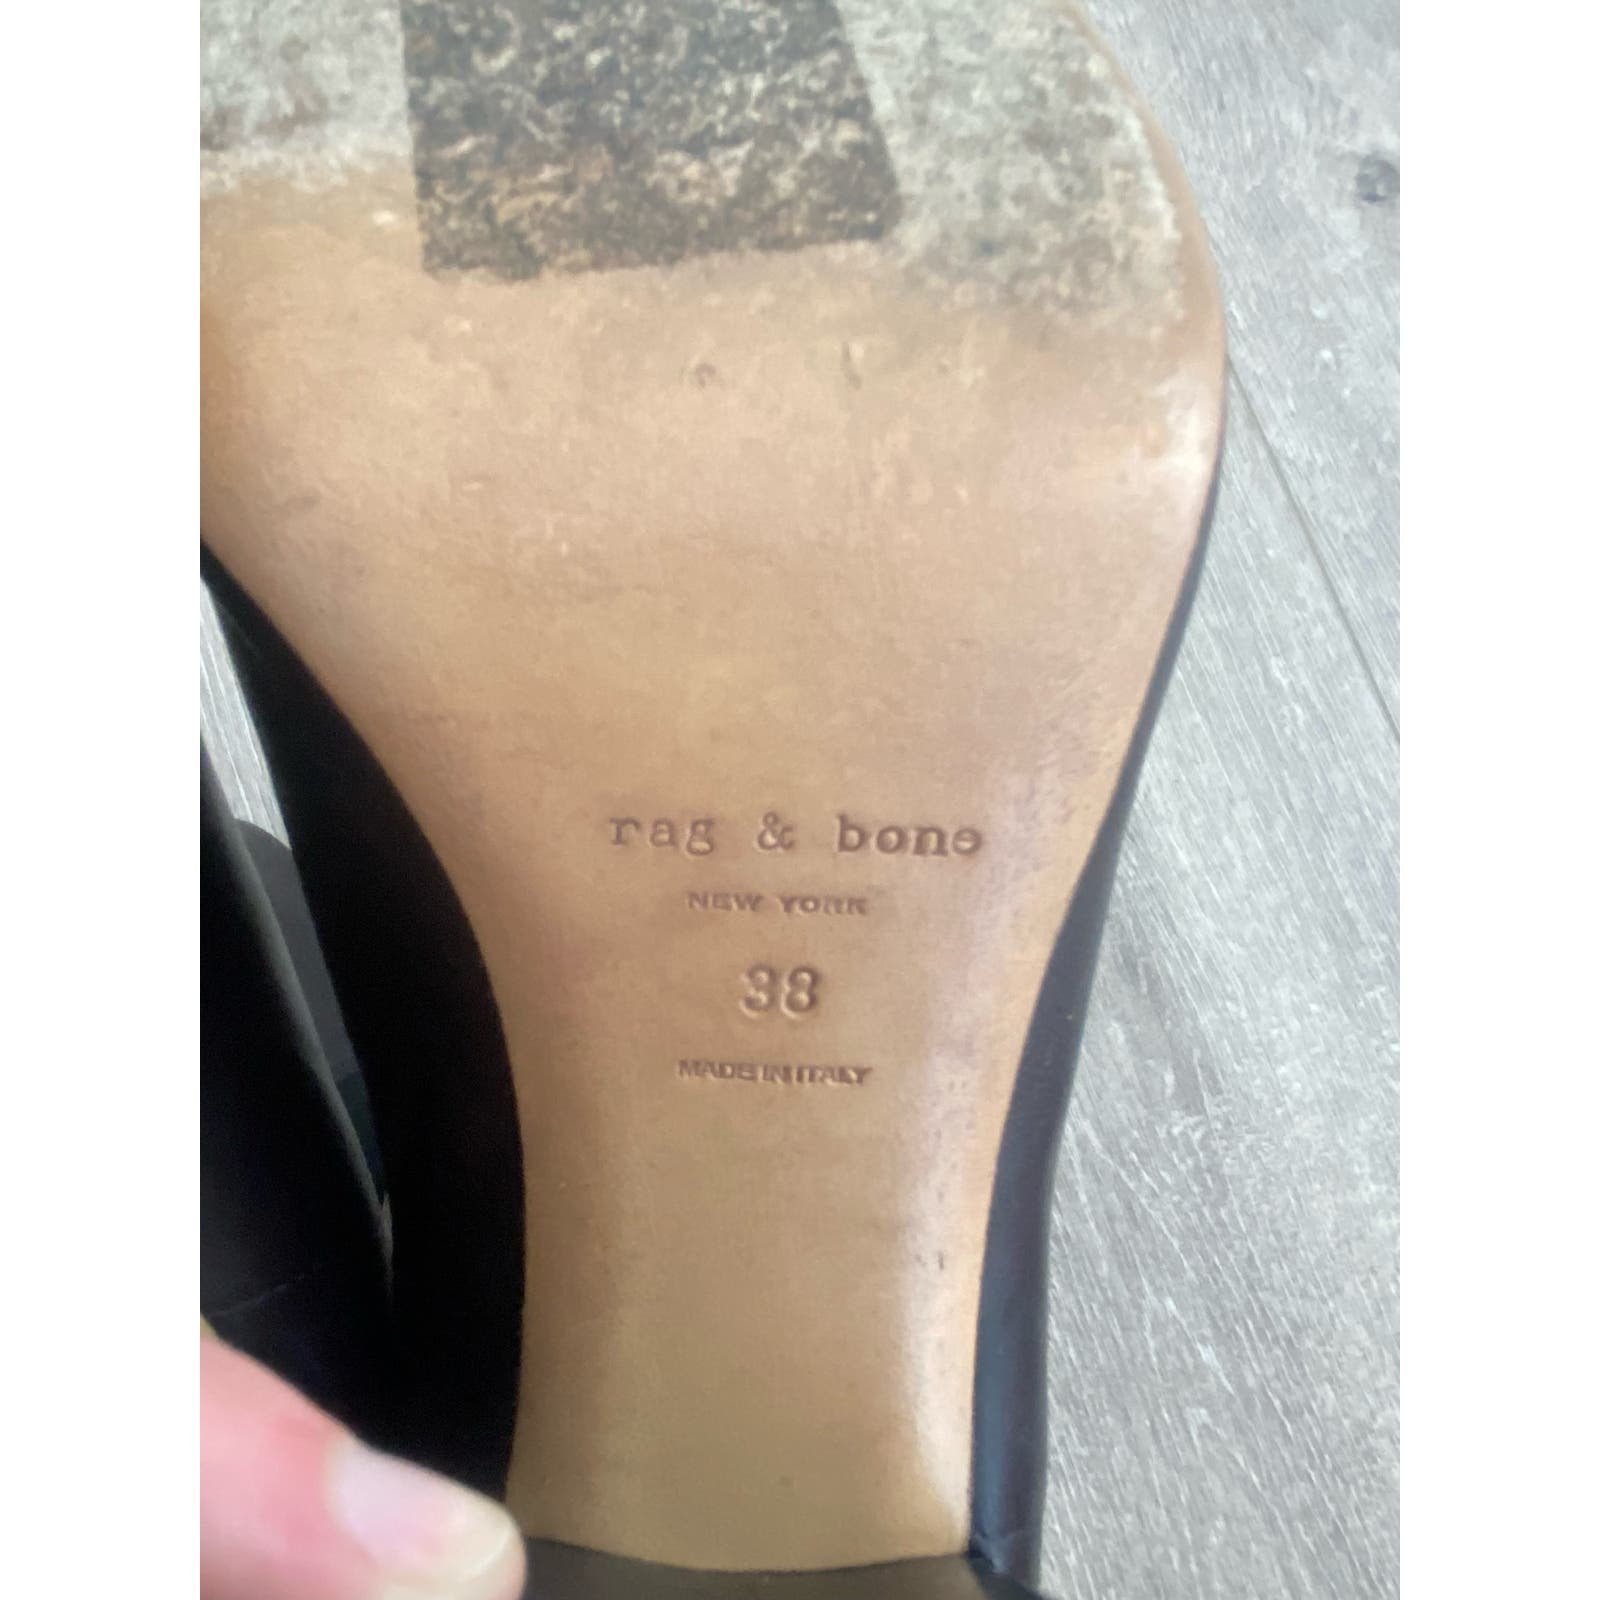 rag & bone
NEW YORK
38
MADE IN ITALY